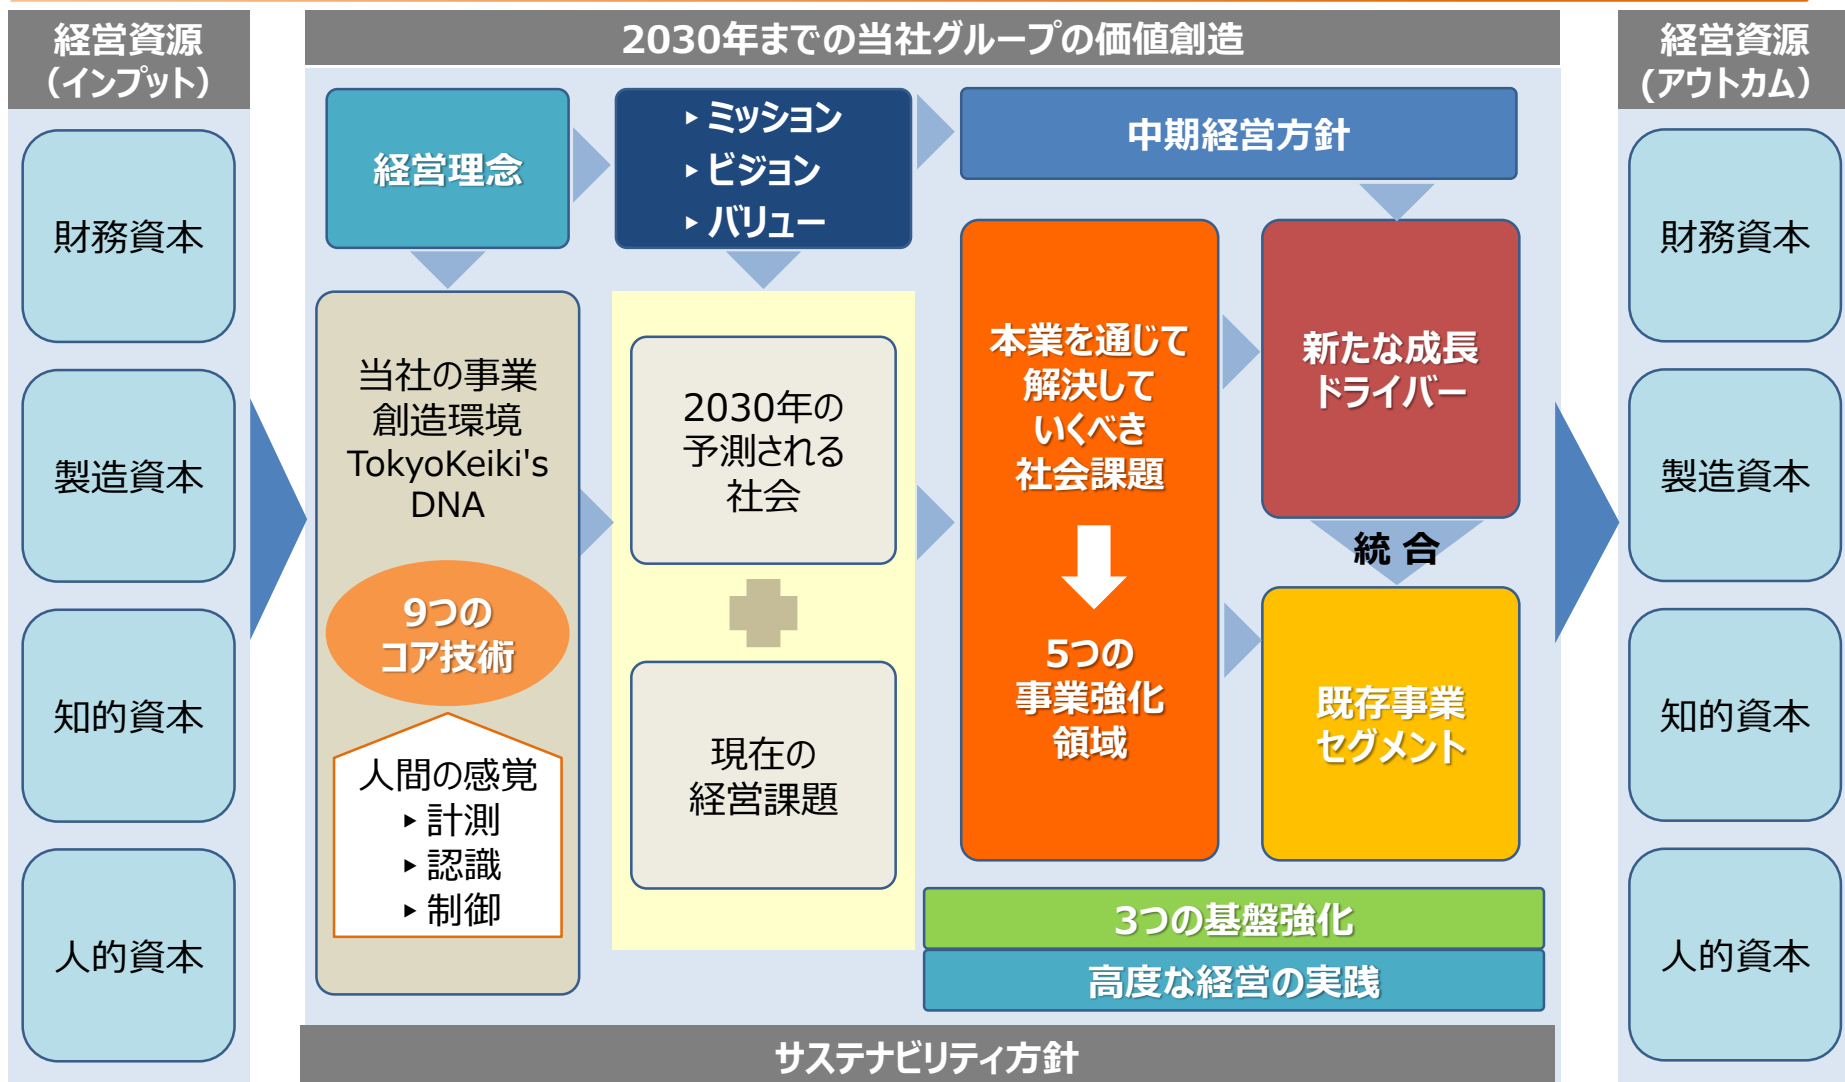 経営資源
（インプット）
財務資本
製造資本
知的資本
人的資本
2030年までの当社グループの価値創造
経営理念
▸ ミッション
▸ ビジョン
▸ バリュー
中期経営方針
当社の事業
創造環境
TokyoKeiki's
DNA
9つの
コア技術
人間の感覚
▸ 計測
▸ 認識
▸ 制御
2030年の
予測される
社会
現在の
経営課題
本業を通じて
解決して
いくべき
社会課題
5つの
事業強化
領域
新たな成長
ドライバー
統 合
既存事業
セグメント
3つの基盤強化
高度な経営の実践
サステナビリティ方針
経営資源
(アウトカム）
財務資本
製造資本
知的資本
人的資本